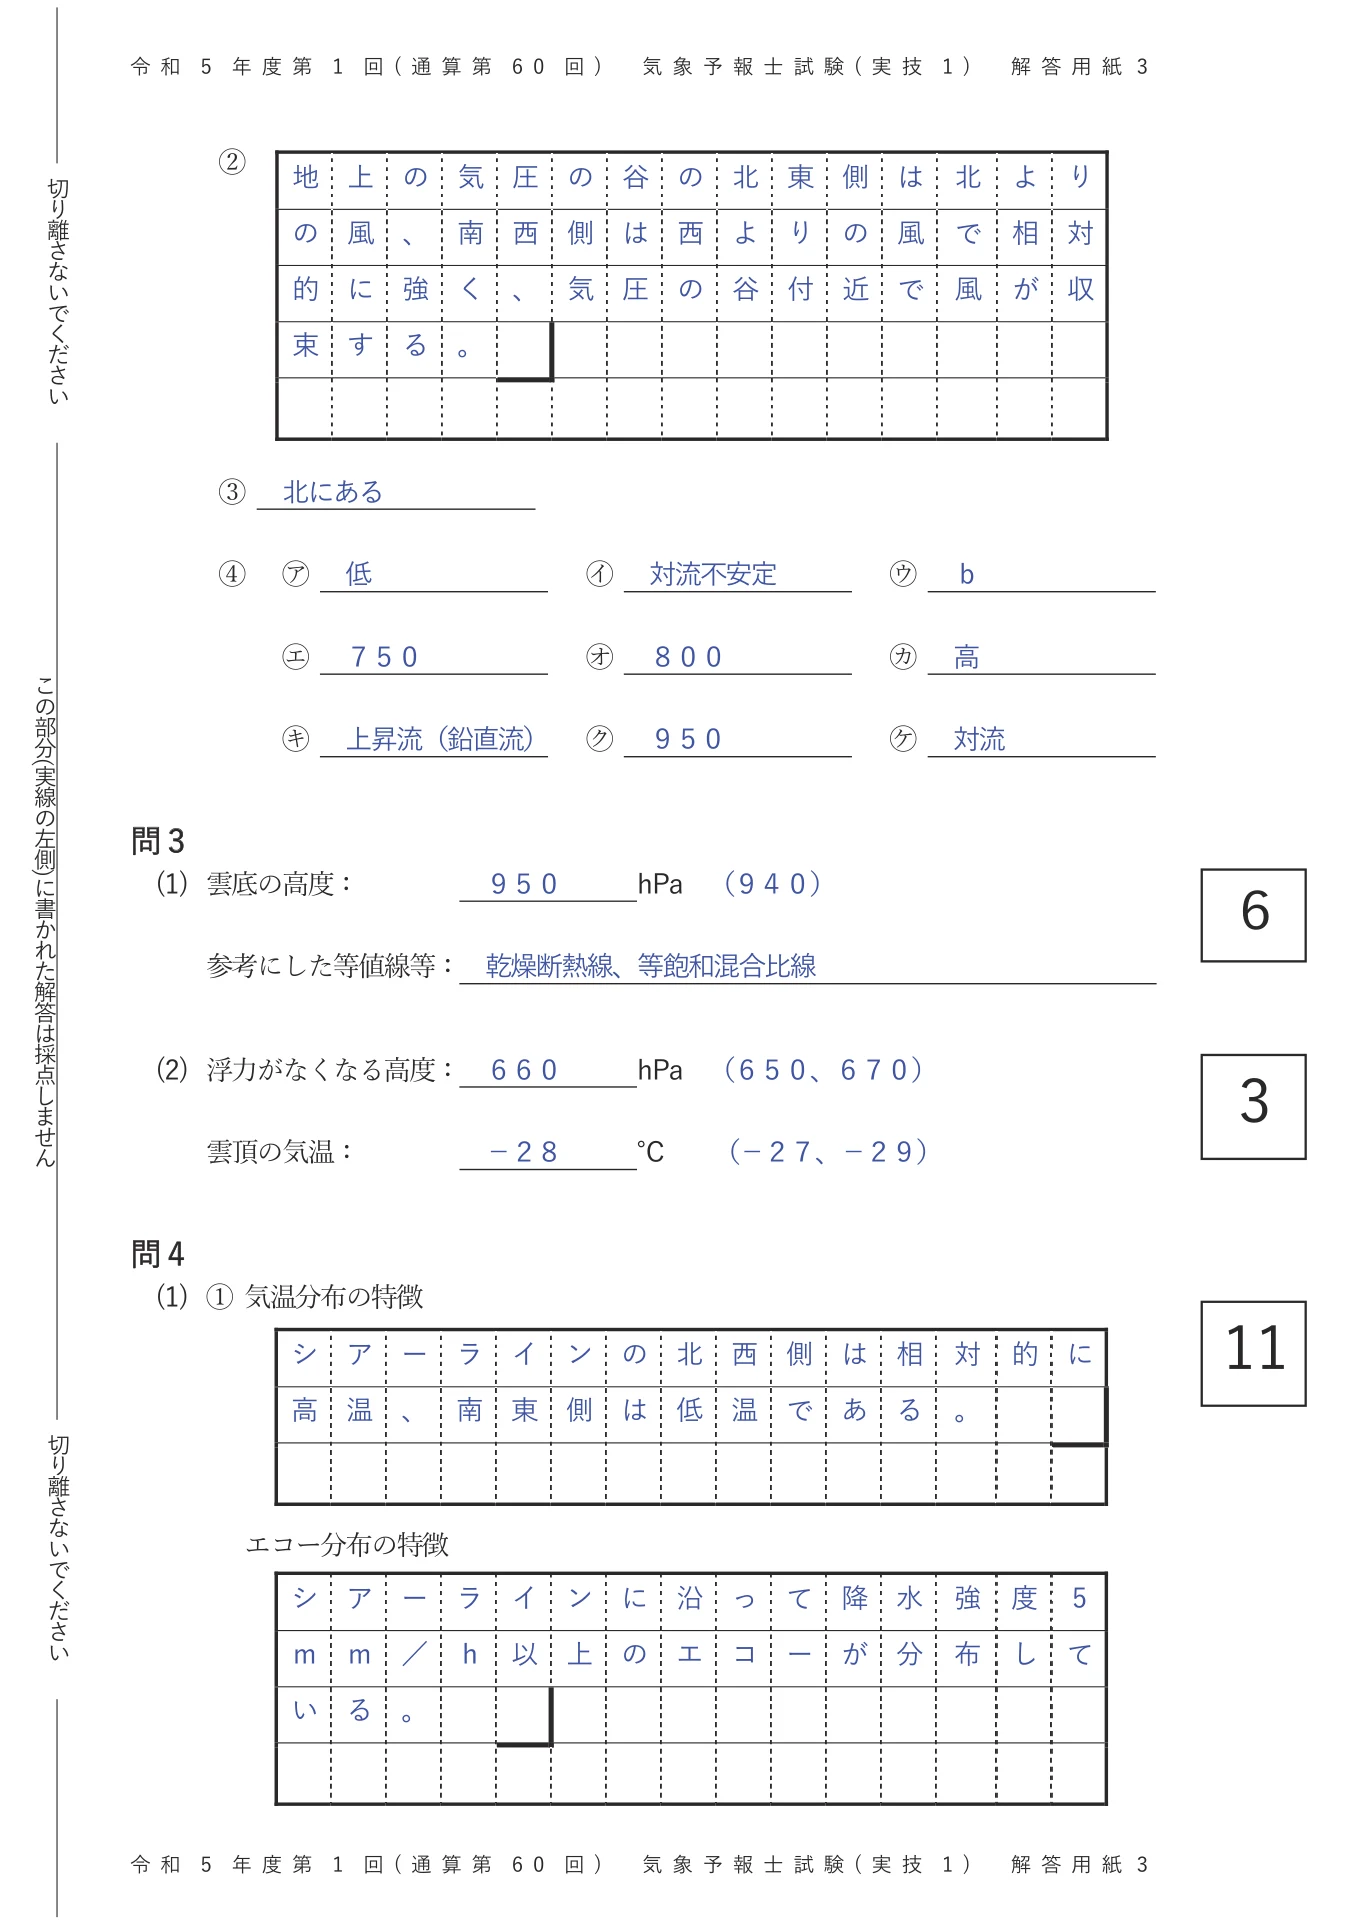 令和5年度第1回(通算第60回) 気象予報士試験(実技1) 解答用紙3
切り離さないでください
②
地上の気圧の谷の北東側は北より
の風、南西側は西よりの風で相対
的に強く、気圧の谷付近で風が収
束する。
③ 北にある
④ ㋐ 低 ㋑ 対流不安定 ㋒ b
㋓ 750 ㋔ 800 ㋕ 高
㋖ 上昇流（鉛直流） ㋗ 950 ㋘ 対流
この部分(実線の左側)に書かれた解答は採点しません
問3
(1) 雲底の高度： 950 hPa （940） 6
参考にした等値線等： 乾燥断熱線、等飽和混合比線
(2) 浮力がなくなる高度： 660 hPa （650、670） 3
雲頂の気温： －28 ℃ （－27、－29）
問4
(1) ① 気温分布の特徴 11
シアーラインの北西側は相対的に
高温、南東側は低温である。
エコー分布の特徴
シアーラインに沿って降水強度5
mm／h以上のエコーが分布して
いる。
切り離さないでください
令和5年度第1回(通算第60回) 気象予報士試験(実技1) 解答用紙3